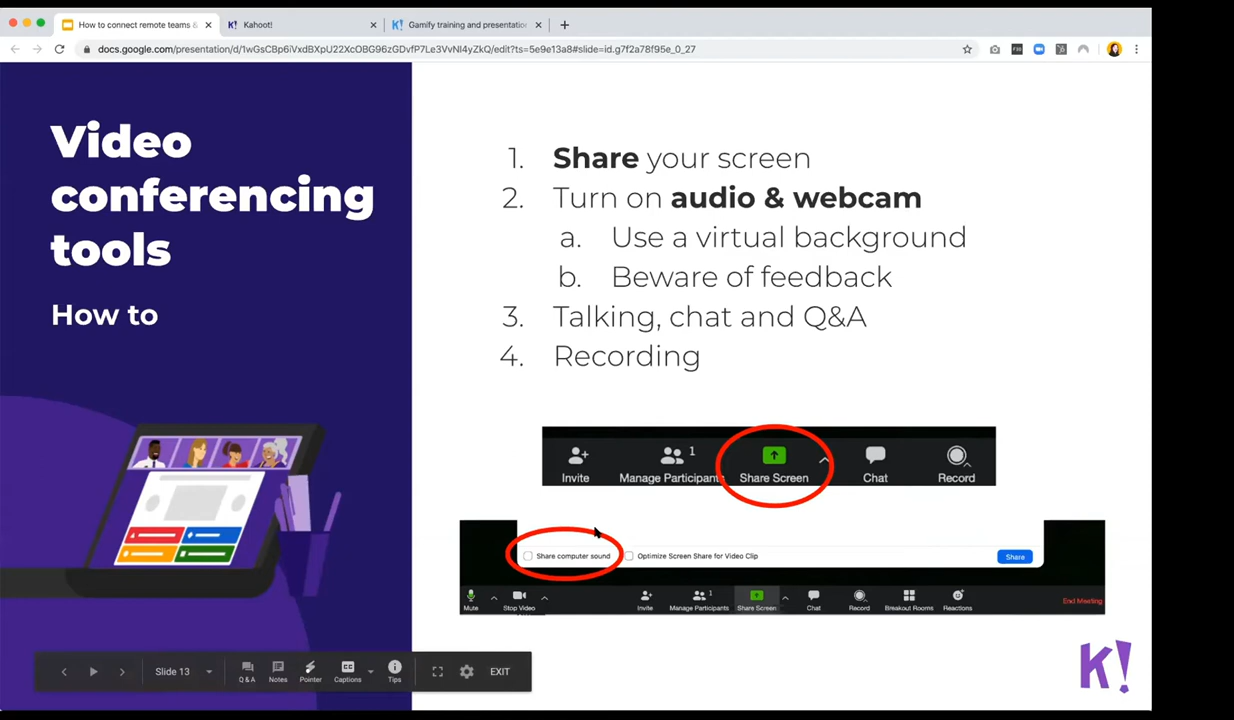 How to connect remote teams &
Kahoot!
Gamify training and presentatio
docs.google.com/presentation/d/1wGsCBp6iVxdBXpU22XcOBG96zGDvfP7Le3VvNI4yZkQ/edit?ts=5e9e13a8#slide=id.g7f2a78f95e_0_27
Video
conferencing
tools
How to
1. Share your screen
2. Turn on audio & webcam
a. Use a virtual background
b. Beware of feedback
3. Talking, chat and Q&A
4. Recording
1
Invite Manage Participant Share Screen Chat Record
Share computer sound Optimize Screen Share for Video Clip Share
1
Mute Stop Video Invite Manage Participants Share Screen Chat Record Breakout Rooms Reactions End Meeting
K!
Slide 13 Q & A Notes Pointer CC Captions Tips EXIT